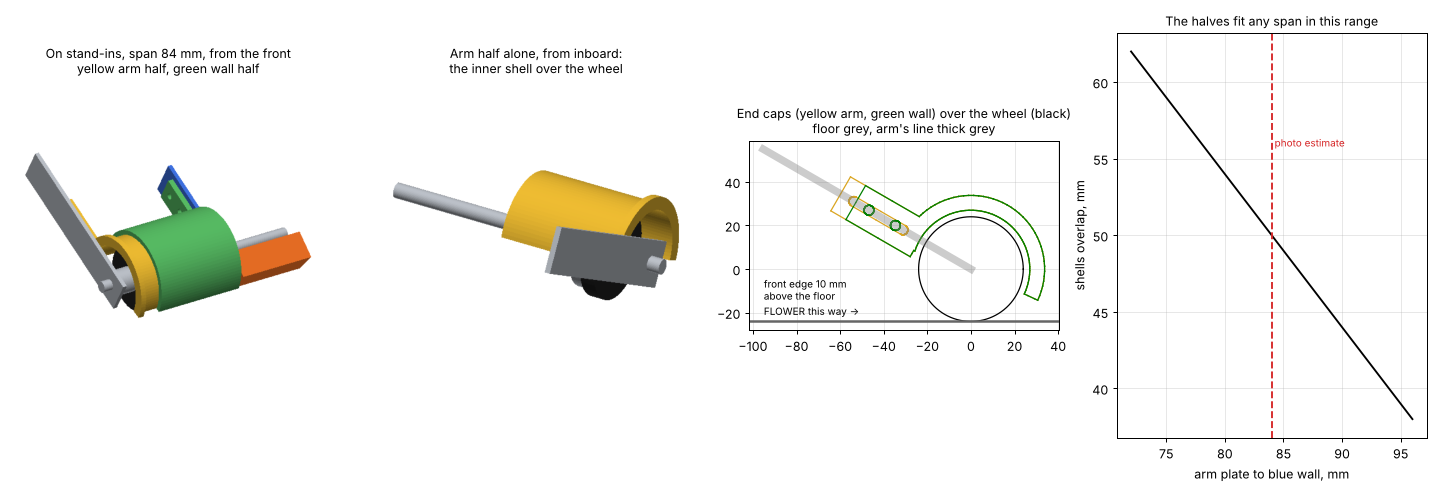 On stand-ins, span 84 mm, from the front
yellow arm half, green wall half
Arm half alone, from inboard:
the inner shell over the wheel
End caps (yellow arm, green wall) over the wheel (black)
floor grey, arm's line thick grey
40
20
0
−20
front edge 10 mm
above the floor
FLOWER this way →
−100
−80
−60
−40
−20
0
20
40
The halves fit any span in this range
shells overlap, mm
60
55
50
45
40
photo estimate
75
80
85
90
95
arm plate to blue wall, mm